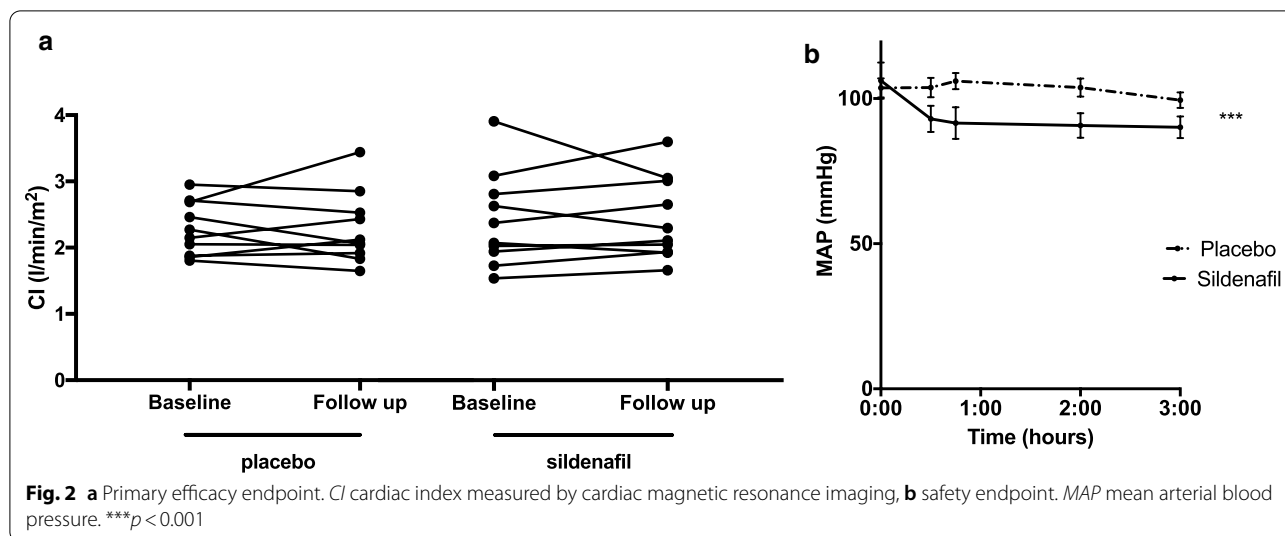 a
4
3
2
1
0
CI (l/min/m²)
Baseline Follow up Baseline Follow up
placebo sildenafil
b
100
50
0
MAP (mmHg)
***
Placebo
Sildenafil
0:00 1:00 2:00 3:00
Time (hours)
Fig. 2 a Primary efficacy endpoint. CI cardiac index measured by cardiac magnetic resonance imaging, b safety endpoint. MAP mean arterial blood
pressure. ***p < 0.001